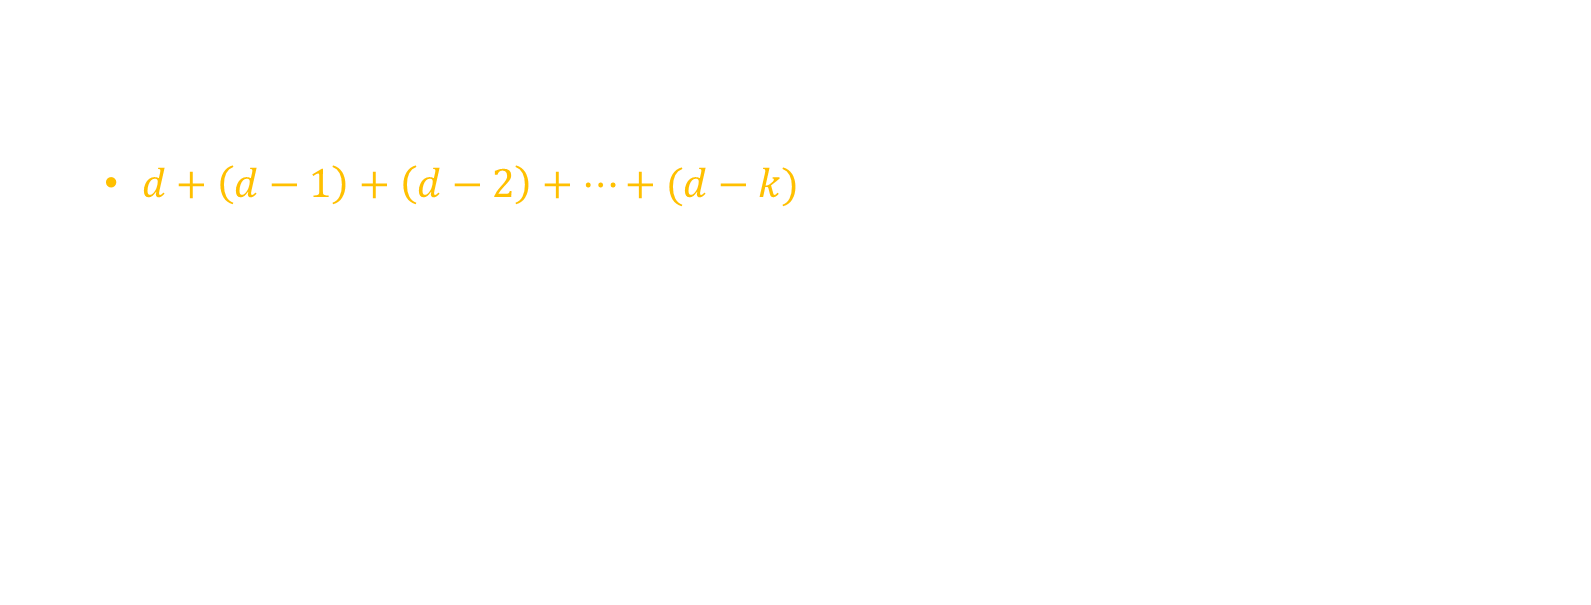 • 𝑑 + (𝑑 − 1) + (𝑑 − 2) + ⋯ + (𝑑 − 𝑘)